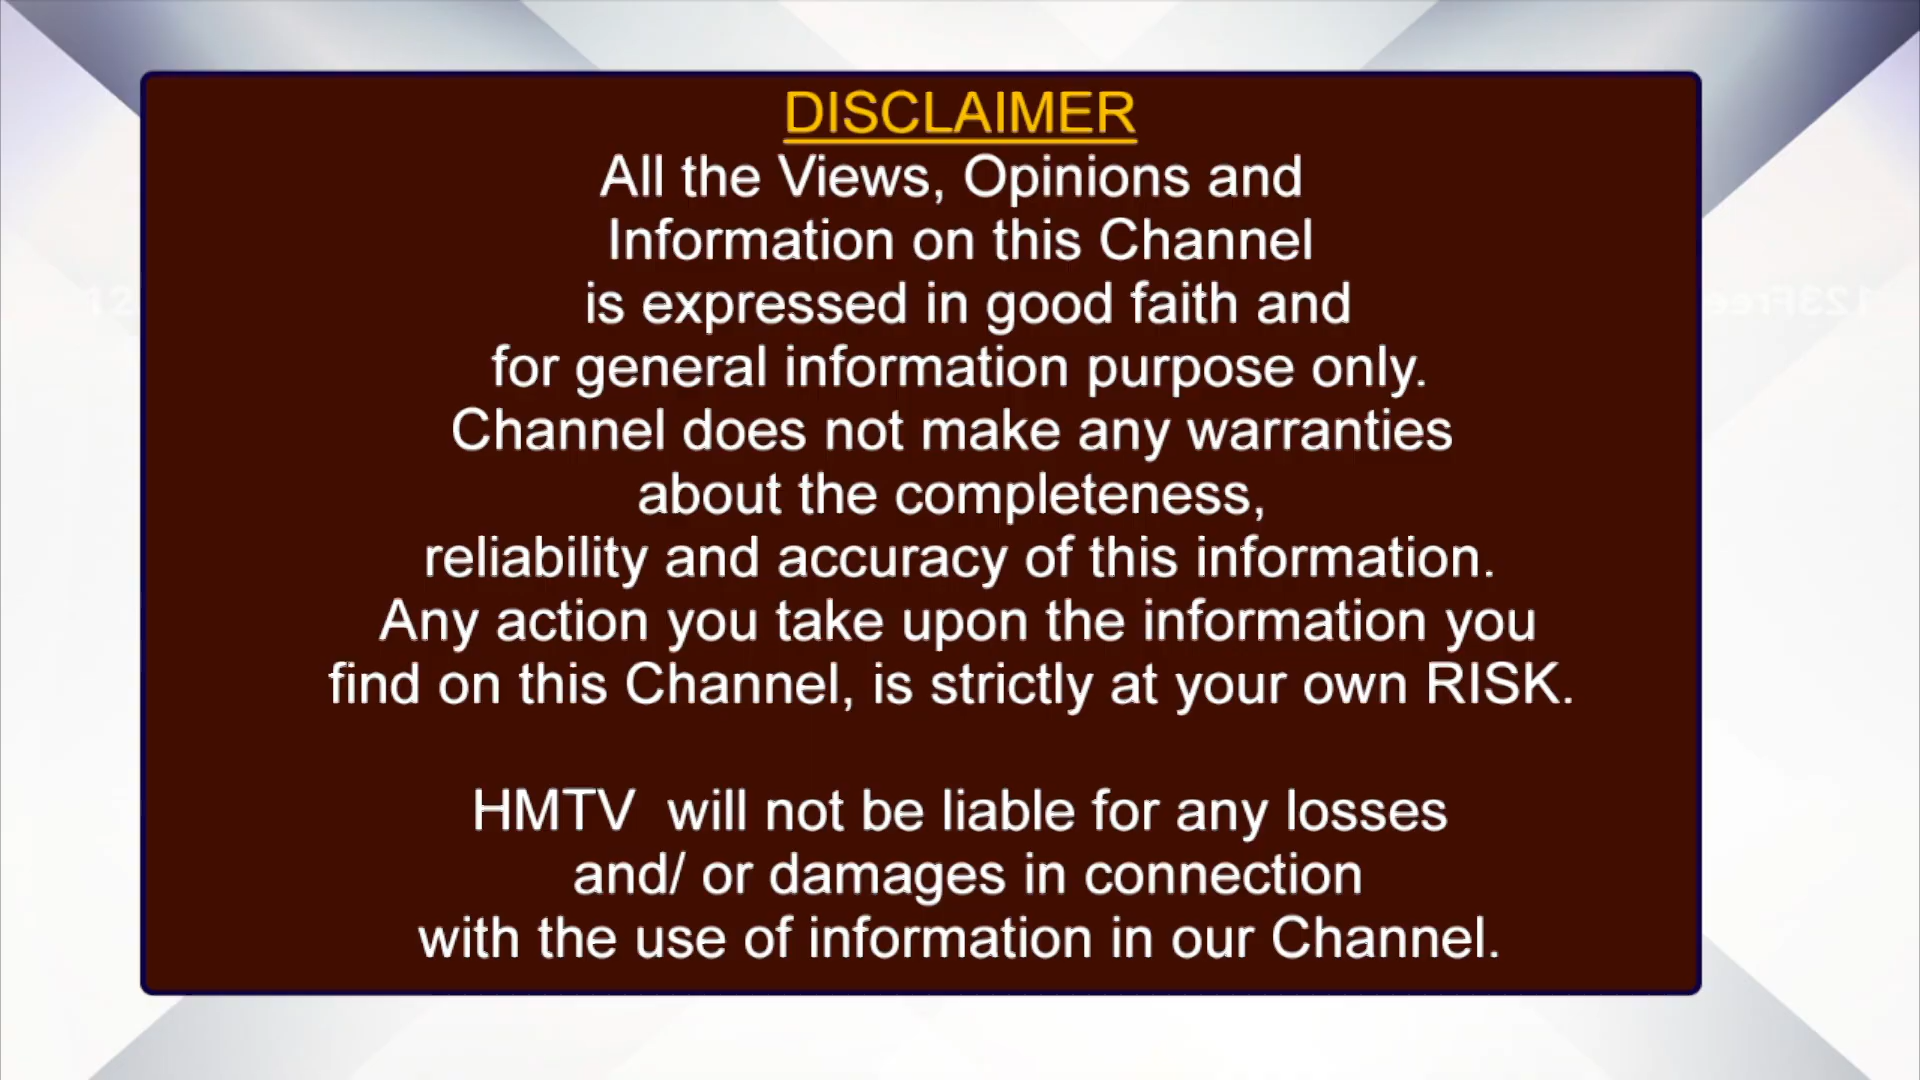 DISCLAIMER
All the Views, Opinions and
Information on this Channel
is expressed in good faith and
for general information purpose only.
Channel does not make any warranties
about the completeness,
reliability and accuracy of this information.
Any action you take upon the information you
find on this Channel, is strictly at your own RISK.
HMTV will not be liable for any losses
and/ or damages in connection
with the use of information in our Channel.